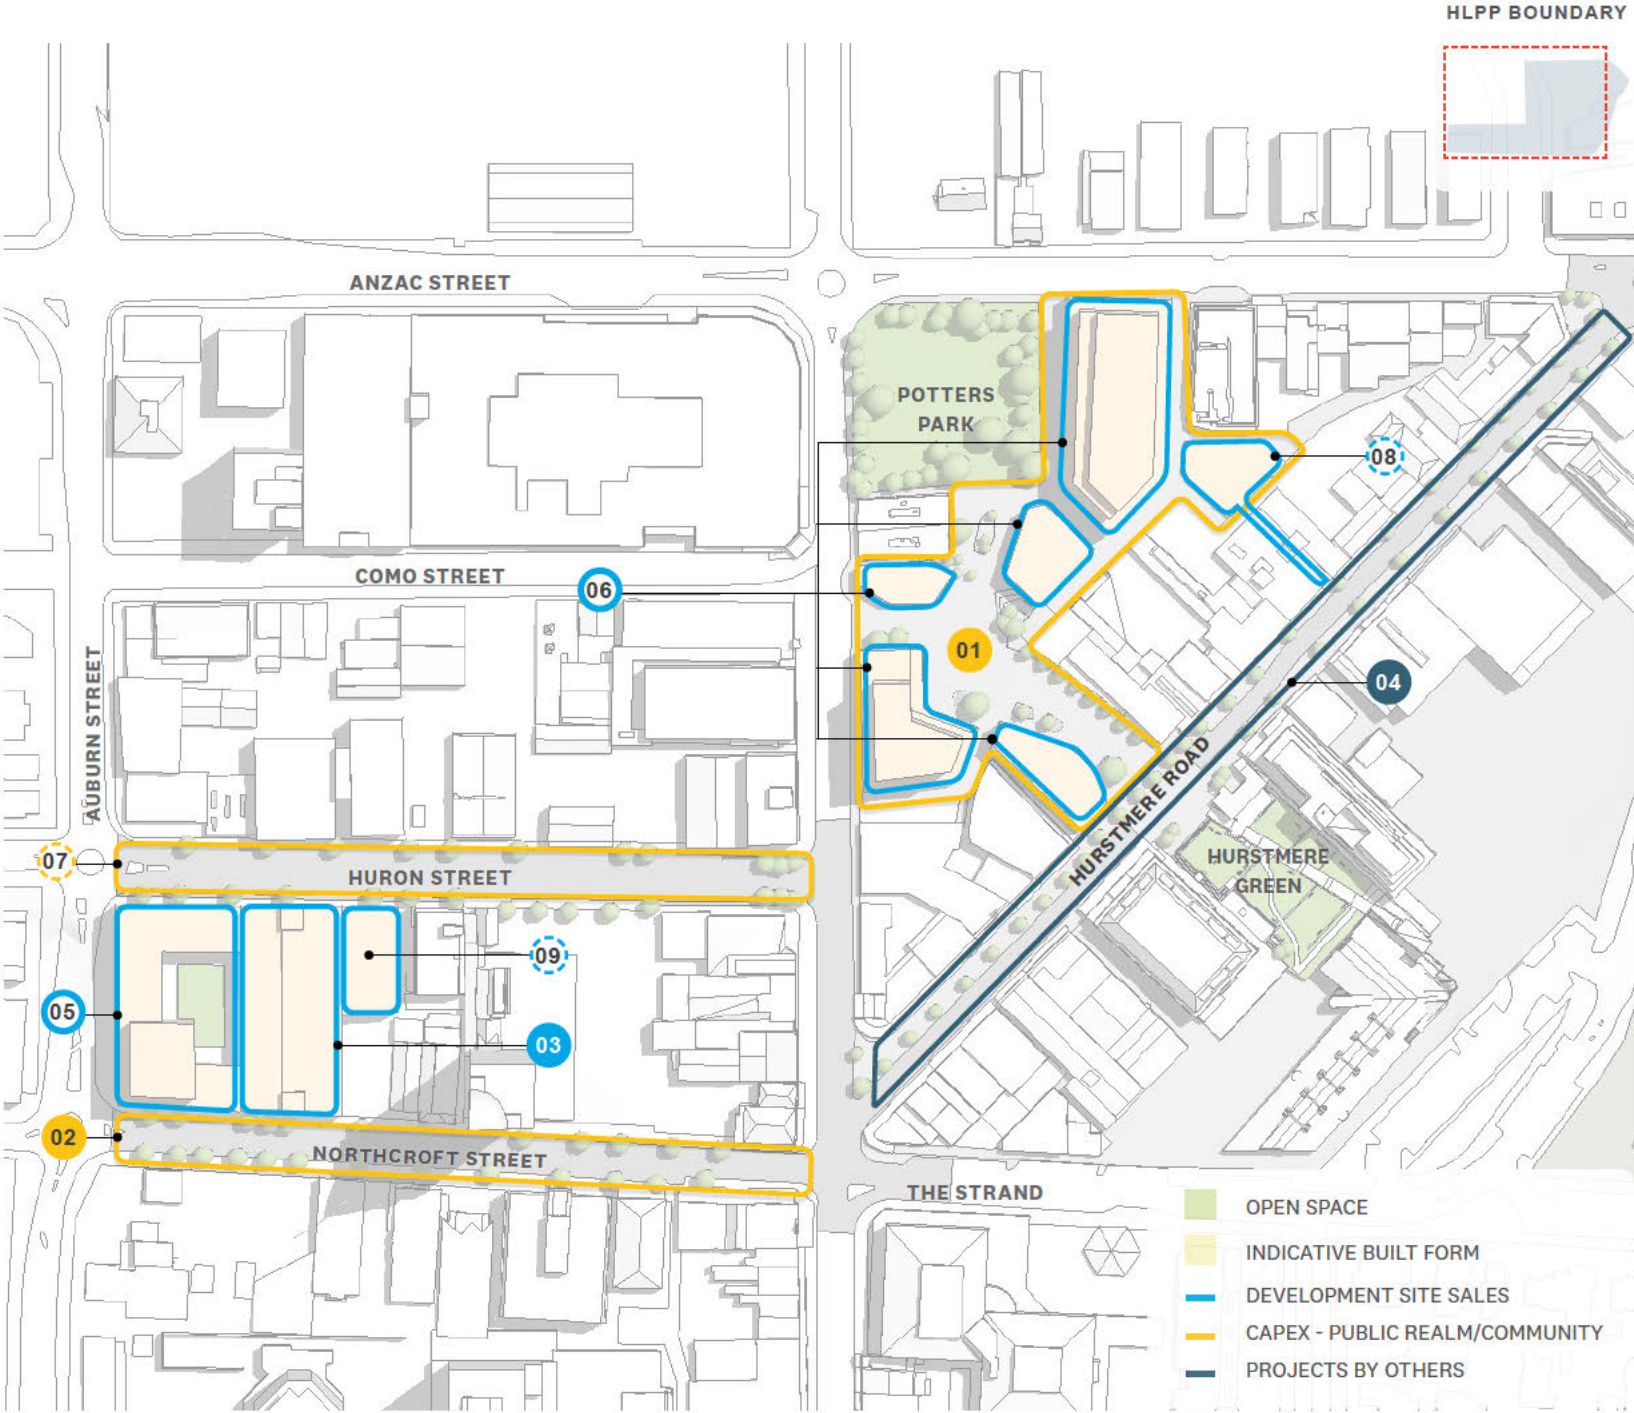 HLPP BOUNDARY
ANZAC STREET
POTTERS
PARK
08
COMO STREET
06
01
04
AUBURN STREET
HURSTMERE ROAD
07
HURON STREET
HURSTMERE
GREEN
09
05
03
02
NORTHCROFT STREET
THE STRAND
OPEN SPACE
INDICATIVE BUILT FORM
DEVELOPMENT SITE SALES
CAPEX - PUBLIC REALM/COMMUNITY
PROJECTS BY OTHERS